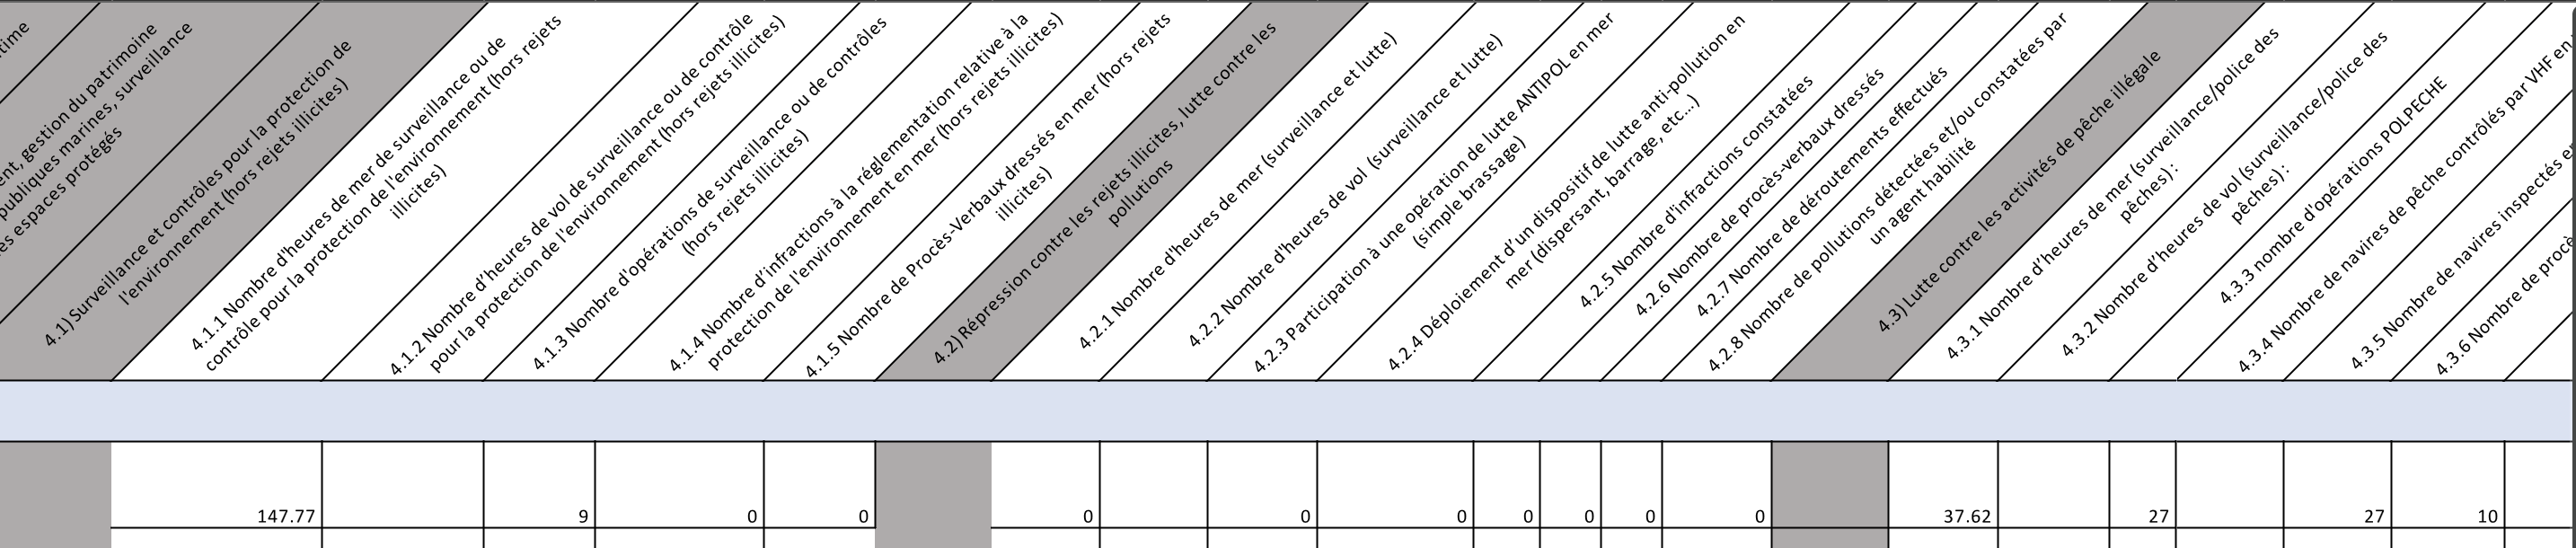 time
ent, gestion du patrimoine
publiques marines, surveillance
es espaces protégés
4.1) Surveillance et contrôles pour la protection de
l'environnement (hors rejets illicites)
4.1.1 Nombre d'heures de mer de surveillance ou de
contrôle pour la protection de l'environnement (hors rejets
illicites)
4.1.2 Nombre d'heures de vol de surveillance ou de contrôle
pour la protection de l'environnement (hors rejets illicites)
4.1.3 Nombre d'opérations de surveillance ou de contrôles
(hors rejets illicites)
4.1.4 Nombre d'infractions à la réglementation relative à la
protection de l'environnement en mer (hors rejets illicites)
4.1.5 Nombre de Procès-Verbaux dressés en mer (hors rejets
illicites)
4.2) Répression contre les rejets illicites, lutte contre les
pollutions
4.2.1 Nombre d'heures de mer (surveillance et lutte)
4.2.2 Nombre d'heures de vol (surveillance et lutte)
4.2.3 Participation à une opération de lutte ANTIPOL en mer
(simple brassage)
4.2.4 Déploiement d'un dispositif de lutte anti-pollution en
mer (dispersant, barrage, etc...)
4.2.5 Nombre d'infractions constatées
4.2.6 Nombre de procès-verbaux dressés
4.2.7 Nombre de déroutements effectués
4.2.8 Nombre de pollutions détectées et/ou constatées par
un agent habilité
4.3) Lutte contre les activités de pêche illégale
4.3.1 Nombre d'heures de mer (surveillance/police des
pêches) :
4.3.2 Nombre d'heures de vol (surveillance/police des
pêches) :
4.3.3 nombre d'opérations POLPECHE
4.3.4 Nombre de navires de pêche contrôlés par VHF en
4.3.5 Nombre de navires inspectés e
4.3.6 Nombre de procè
147.77 9 0 0 0 0 0 0 0 0 0 37.62 27 27 10